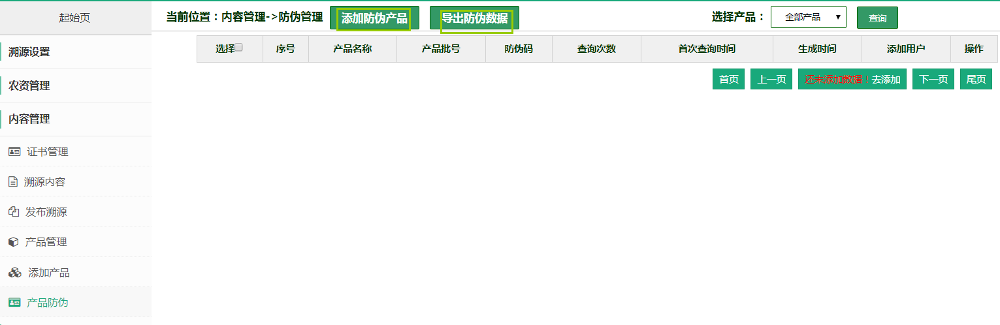 起始页
溯源设置
农资管理
内容管理
证书管理
溯源内容
发布溯源
产品管理
添加产品
产品防伪
当前位置：内容管理->防伪管理 添加防伪产品 导出防伪数据 选择产品： 全部产品 查询
选择 序号 产品名称 产品批号 防伪码 查询次数 首次查询时间 生成时间 添加用户 操作
首页 上一页 还未添加数据！去添加 下一页 尾页